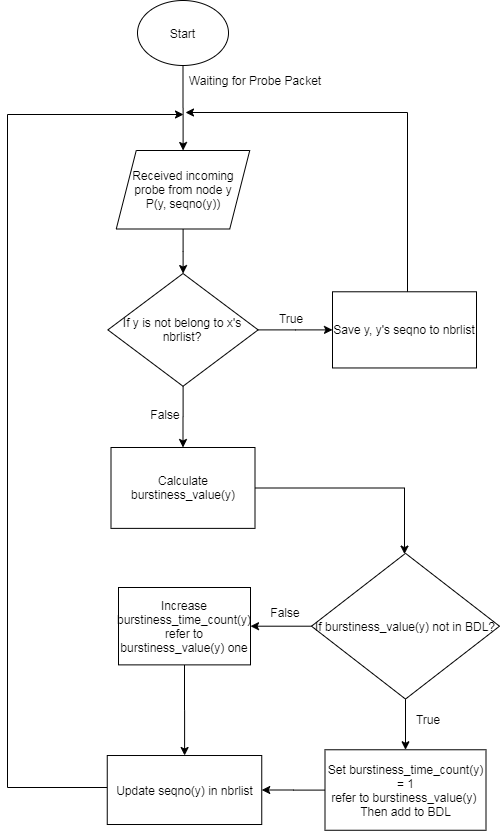 Start
Waiting for Probe Packet
Received incoming
probe from node y
P(y, seqno(y))
If y is not belong to x's
nbrlist?
True
Save y, y's seqno to nbrlist
False
Calculate
burstiness_value(y)
If burstiness_value(y) not in BDL?
False
Increase
burstiness_time_count(y)
refer to
burstiness_value(y) one
True
Set burstiness_time_count(y)
= 1
refer to burstiness_value(y)
Then add to BDL
Update seqno(y) in nbrlist